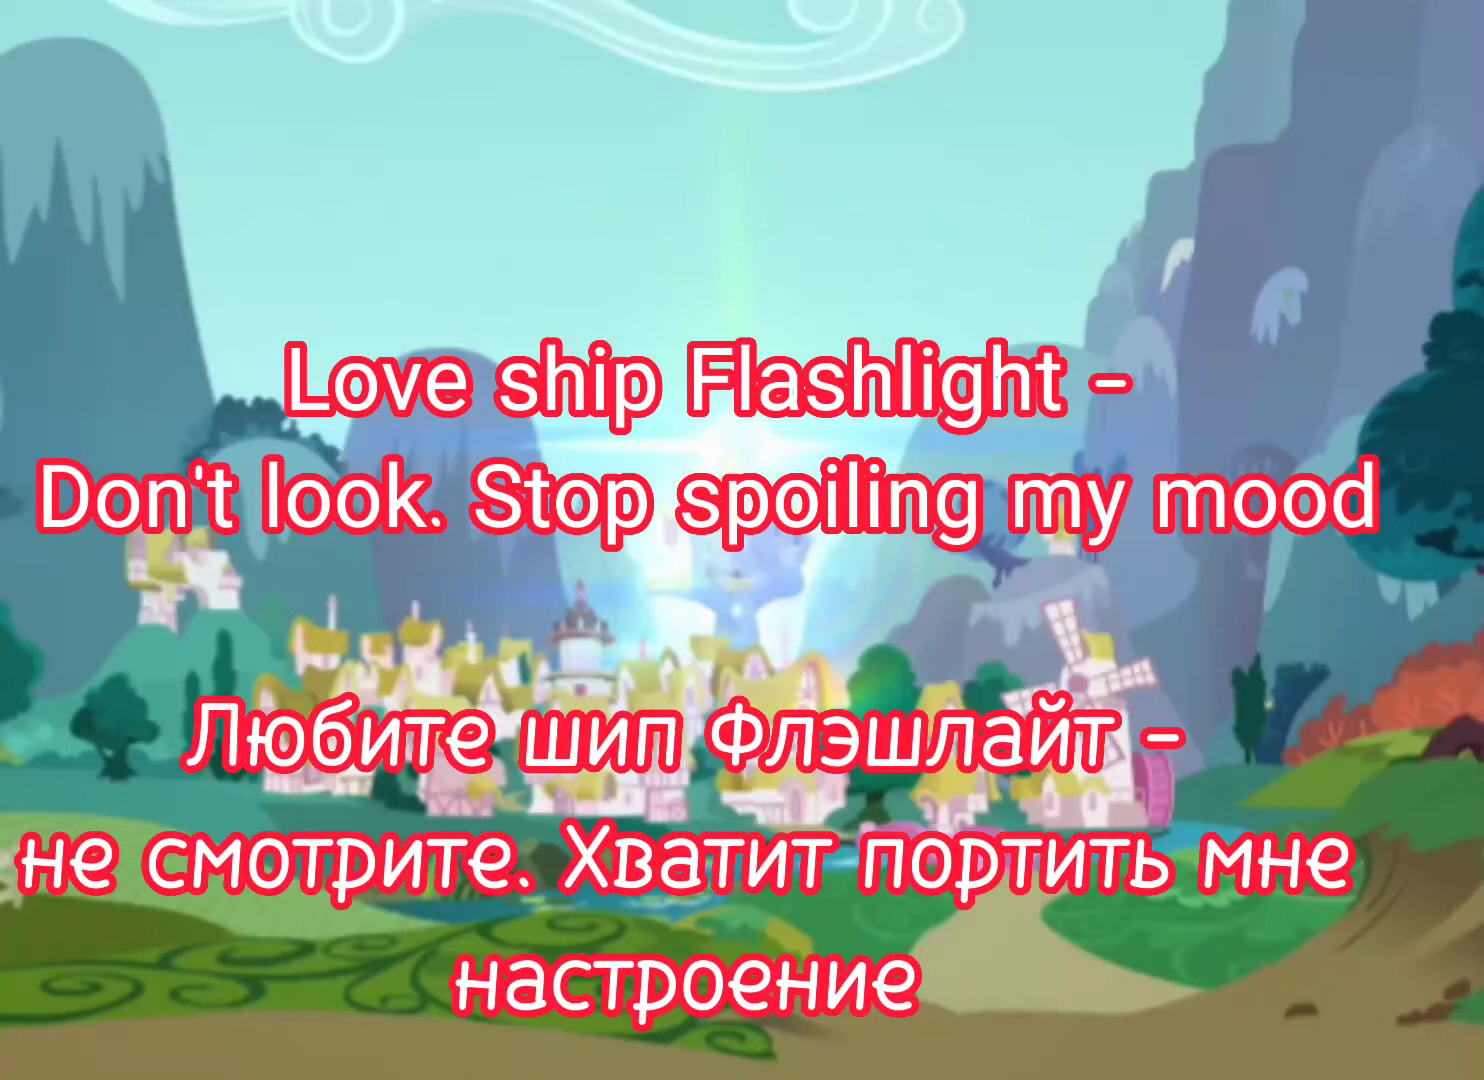 Love ship Flashlight -
Don't look. Stop spoiling my mood
Любите шип Флэшлайт -
не смотрите. Хватит портить мне
настроение